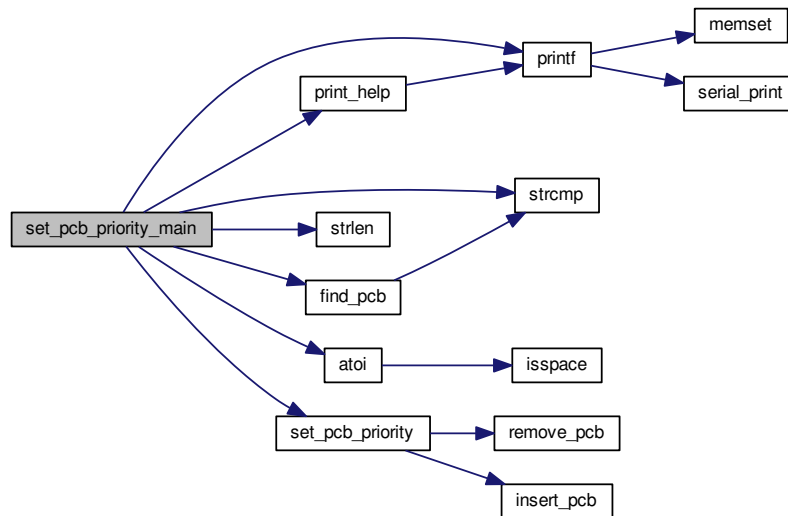 memset
printf
print_help
serial_print
strcmp
set_pcb_priority_main
strlen
find_pcb
atoi
isspace
set_pcb_priority
remove_pcb
insert_pcb